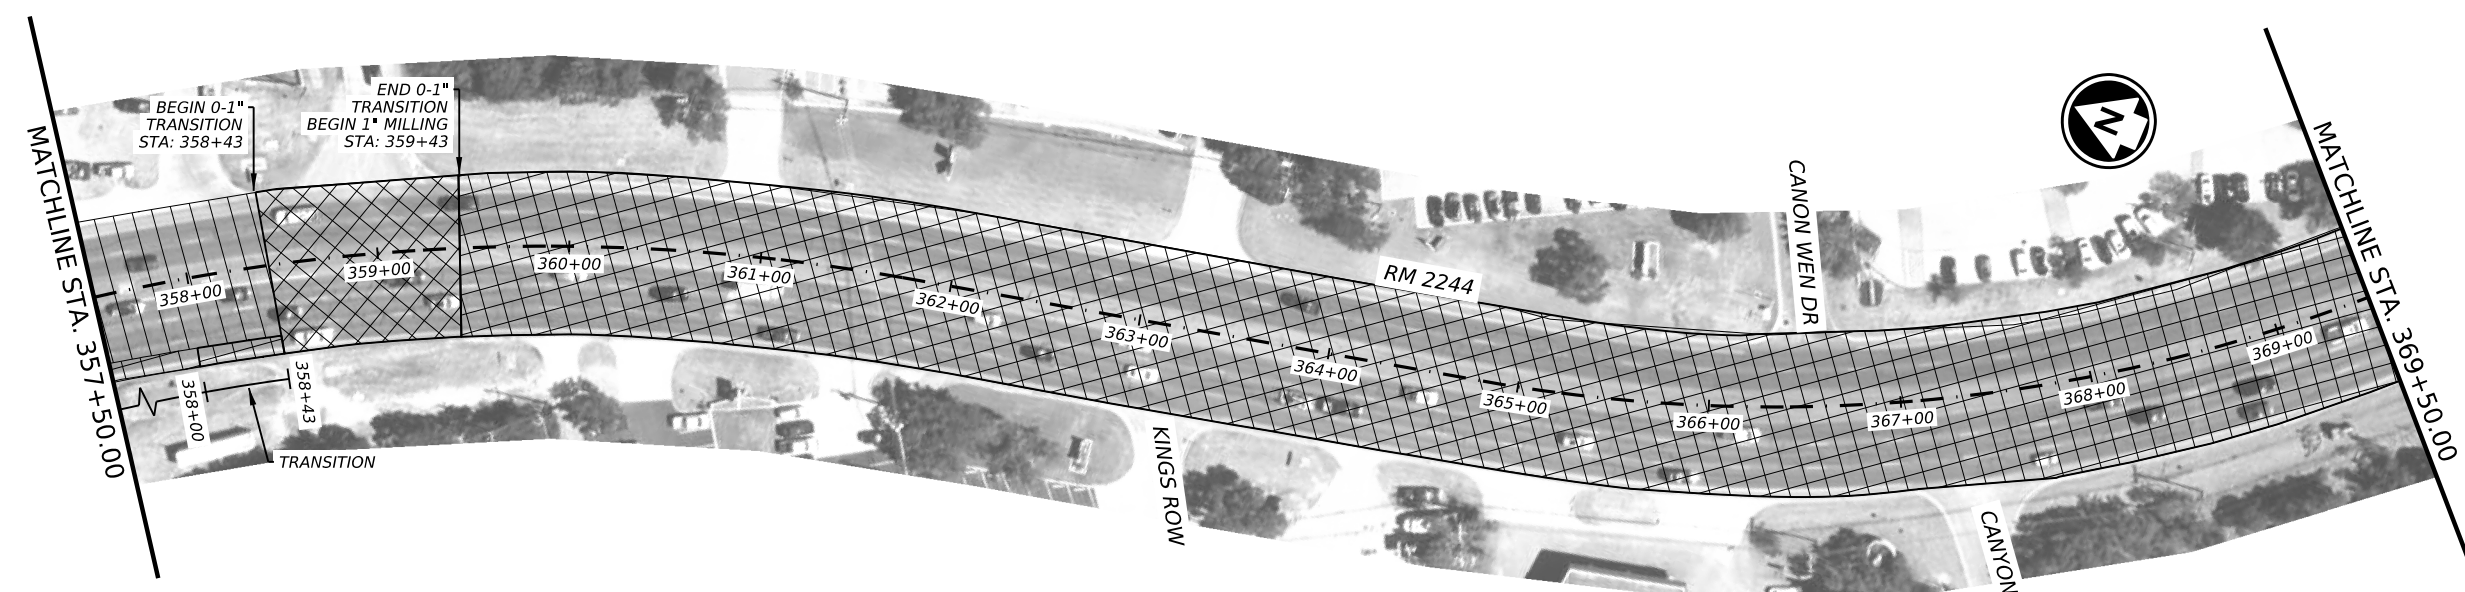 MATCHLINE STA. 357+50.00
BEGIN 0-1"
TRANSITION
STA: 358+43
END 0-1"
TRANSITION
BEGIN 1" MILLING
STA: 359+43
358+00
359+00
360+00
361+00
362+00
363+00
364+00
365+00
366+00
367+00
368+00
369+00
RM 2244
CANON WEN DR
N
MATCHLINE STA. 369+50.00
358+00
358+43
TRANSITION
KINGS ROW
CANYON